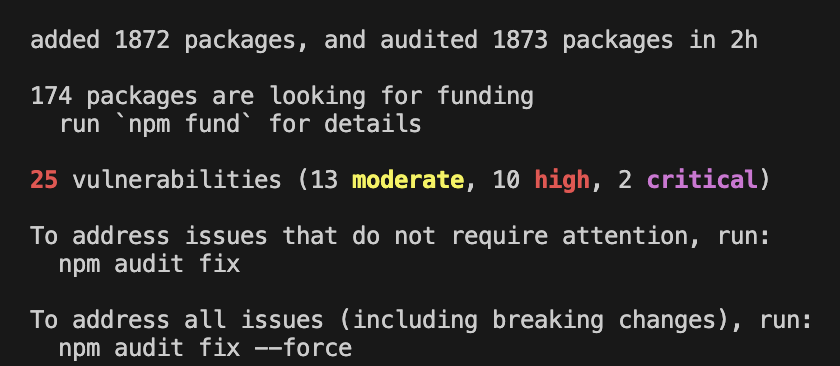 added 1872 packages, and audited 1873 packages in 2h
174 packages are looking for funding
  run `npm fund` for details
25 vulnerabilities (13 moderate, 10 high, 2 critical)
To address issues that do not require attention, run:
  npm audit fix
To address all issues (including breaking changes), run:
  npm audit fix --force